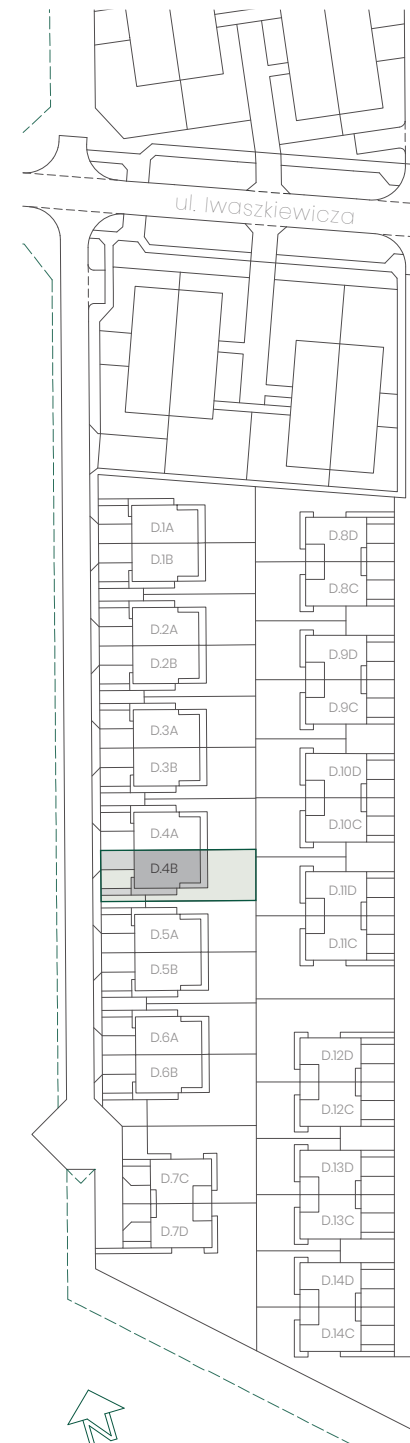 ul. Iwaszkiewicza
D.1A
D.1B
D.2A
D.2B
D.3A
D.3B
D.4A
D.4B
D.5A
D.5B
D.6A
D.6B
D.7C
D.7D
D.8D
D.8C
D.9D
D.9C
D.10D
D.10C
D.11D
D.11C
D.12D
D.12C
D.13D
D.13C
D.14D
D.14C
N